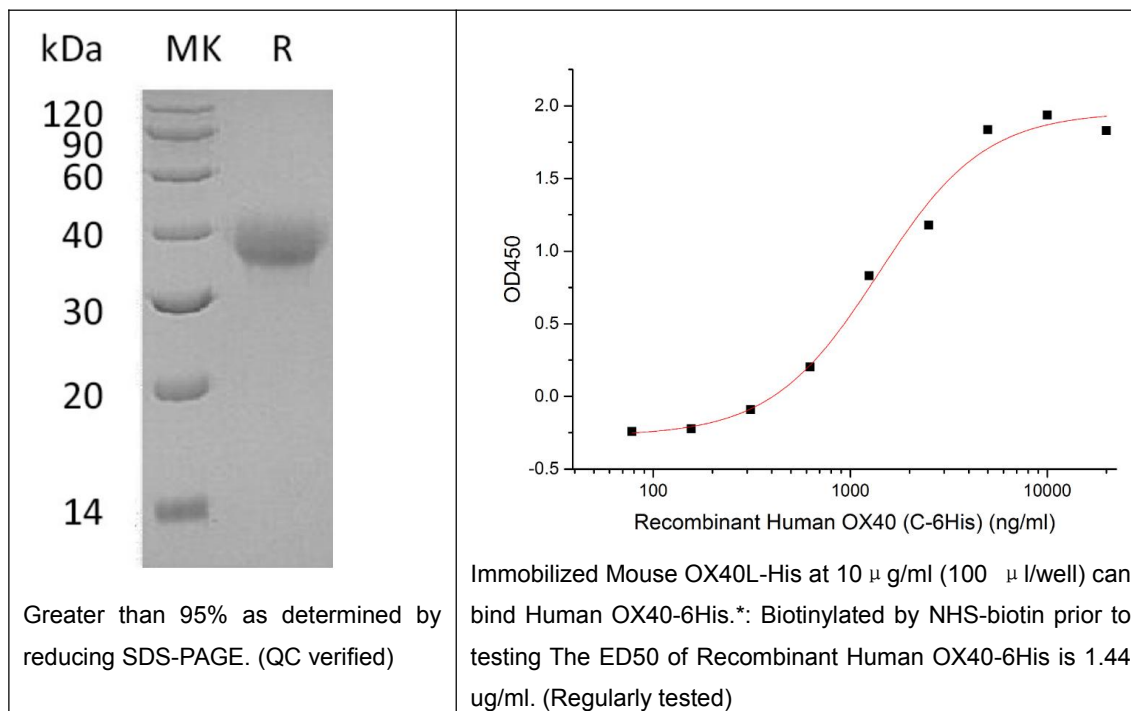 kDa MK R
120
90
60
40
30
20
14
Greater than 95% as determined by
reducing SDS-PAGE. (QC verified)
2.0
1.5
1.0
0.5
0.0
-0.5
OD450
100 1000 10000
Recombinant Human OX40 (C-6His) (ng/ml)
Immobilized Mouse OX40L-His at 10 μg/ml (100 μl/well) can
bind Human OX40-6His.*: Biotinylated by NHS-biotin prior to
testing The ED50 of Recombinant Human OX40-6His is 1.44
ug/ml. (Regularly tested)